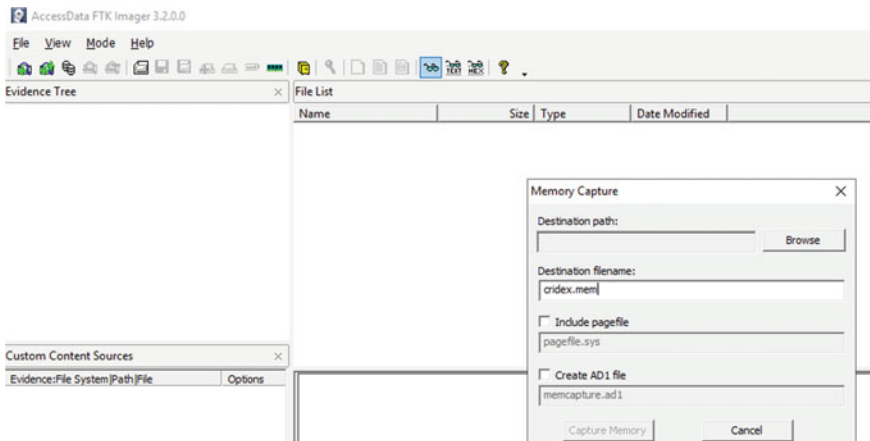 AccessData FTK Imager 3.2.0.0
File View Mode Help
TEXT HEX ?
Evidence Tree
File List
Name Size Type Date Modified
Memory Capture
Destination path:
Browse
Destination filename:
cridex.mem
Include pagefile
pagefile.sys
Create AD1 file
memcapture.ad1
Capture Memory Cancel
Custom Content Sources
Evidence:File System|Path|File Options